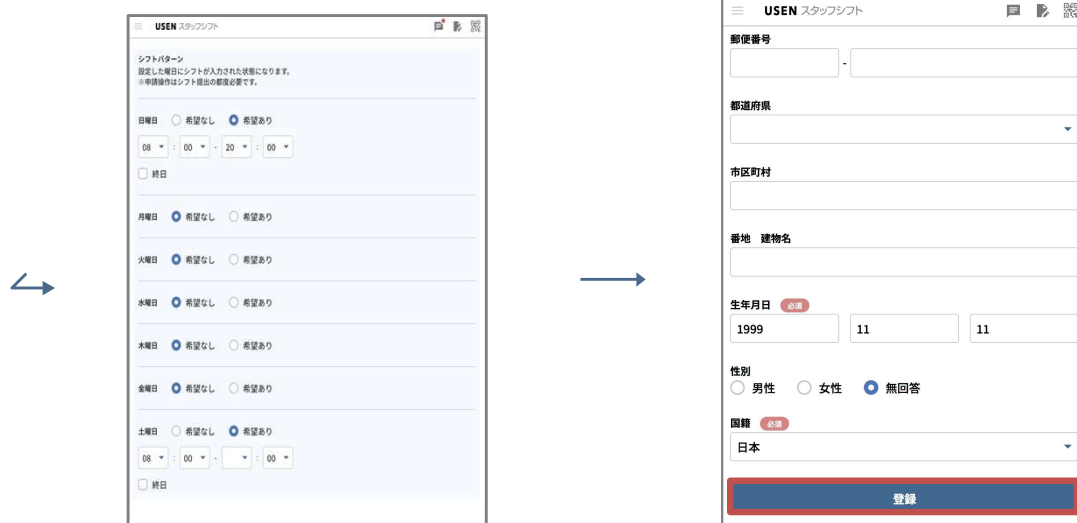 USEN スタッフシフト
シフトパターン
設定した曜日にシフトが入力された状態になります。
※申請操作はシフト提出の都度必要です。
日曜日 希望なし 希望あり
08 : 00 - 20 : 00
終日
月曜日 希望なし 希望あり
火曜日 希望なし 希望あり
水曜日 希望なし 希望あり
木曜日 希望なし 希望あり
金曜日 希望なし 希望あり
土曜日 希望なし 希望あり
08 : 00 - : 00
終日
USEN スタッフシフト
郵便番号
-
都道府県
市区町村
番地 建物名
生年月日 必須
1999 11 11
性別
男性 女性 無回答
国籍 必須
日本
登録